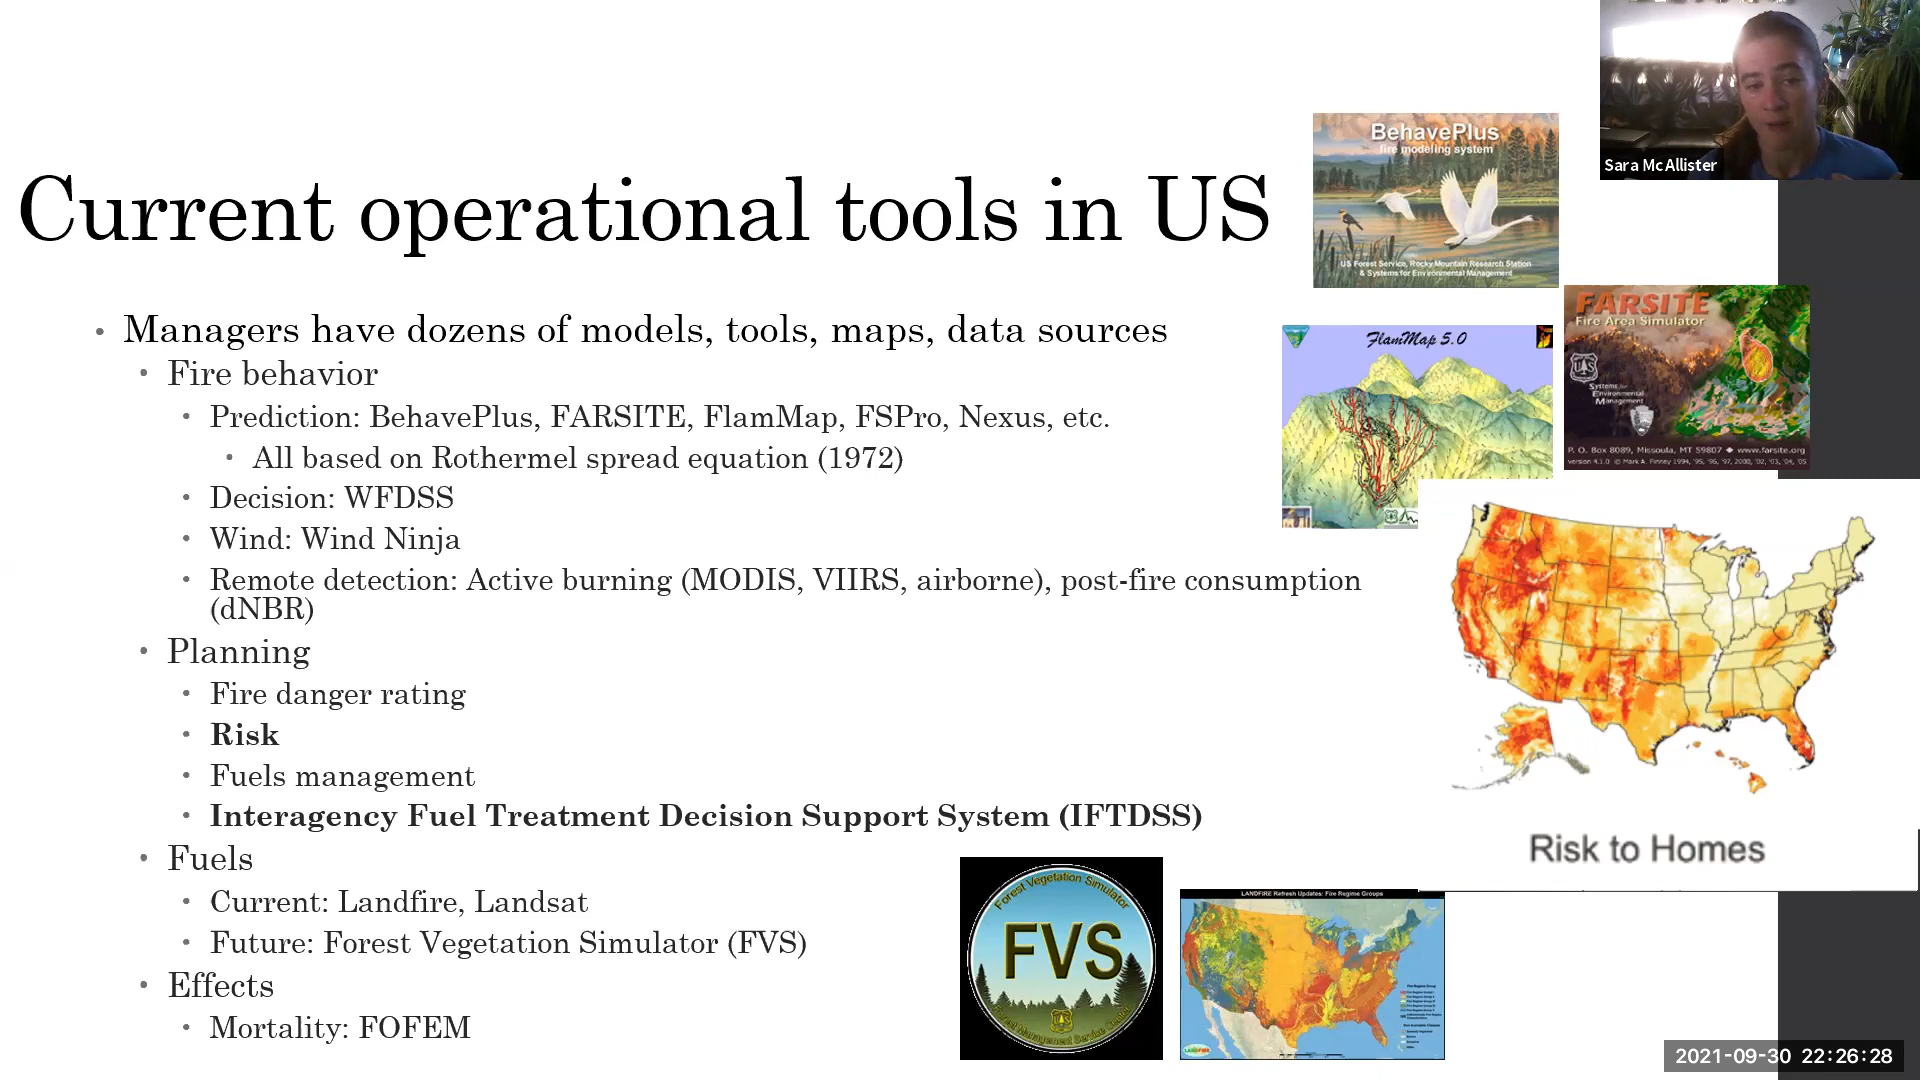 Current operational tools in US
• Managers have dozens of models, tools, maps, data sources
• Fire behavior
• Prediction: BehavePlus, FARSITE, FlamMap, FSPro, Nexus, etc.
• All based on Rothermel spread equation (1972)
• Decision: WFDSS
• Wind: Wind Ninja
• Remote detection: Active burning (MODIS, VIIRS, airborne), post-fire consumption
(dNBR)
• Planning
• Fire danger rating
• Risk
• Fuels management
• Interagency Fuel Treatment Decision Support System (IFTDSS)
• Fuels
• Current: Landfire, Landsat
• Future: Forest Vegetation Simulator (FVS)
• Effects
• Mortality: FOFEM
BehavePlus
fire modeling system
US Forest Service, Rocky Mountain Research Station
& Systems for Environmental Management
Sara McAllister
FlamMap 5.0
FARSITE
Fire Area Simulator
Systems for
Environmental
Management
P. O. Box 8089, Missoula, MT 59807 ◆ www.farsite.org
Risk to Homes
Forest Vegetation Simulator
FVS
Forest Management Service Center
LANDFIRE Refresh Updates: Fire Regime Groups
2021-09-30 22:26:28